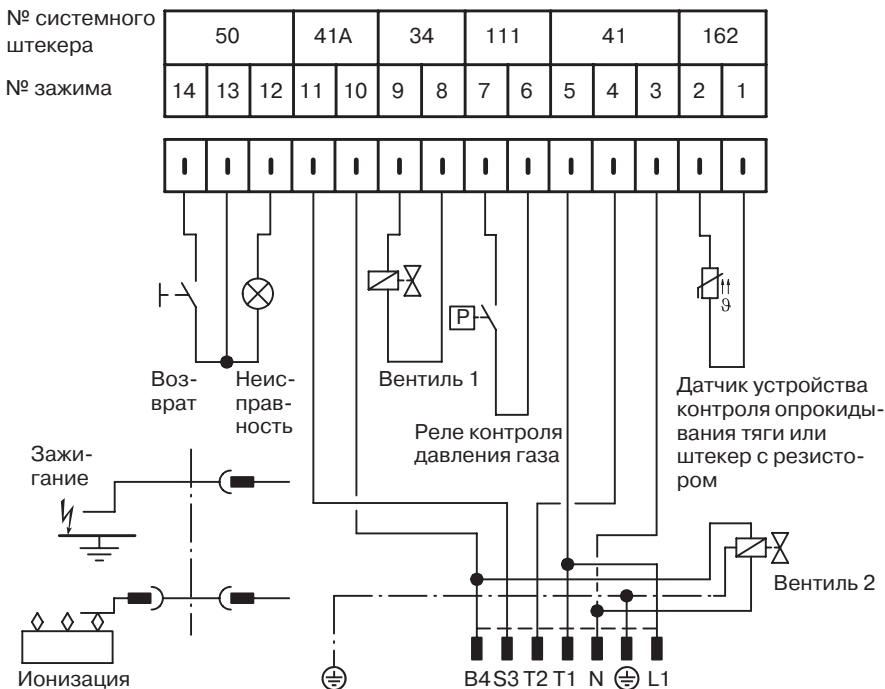 № системного
штекера
50 41A 34 111 41 162
№ зажима
14 13 12 11 10 9 8 7 6 5 4 3 2 1
P
ϑ
Воз-
врат
Неис-
прав-
ность
Вентиль 1
Реле контроля
давления газа
Датчик устройства
контроля опрокиды-
вания тяги или
штекер с резисто-
ром
Зажи-
гание
Вентиль 2
Ионизация
B4 S3 T2 T1 N L1